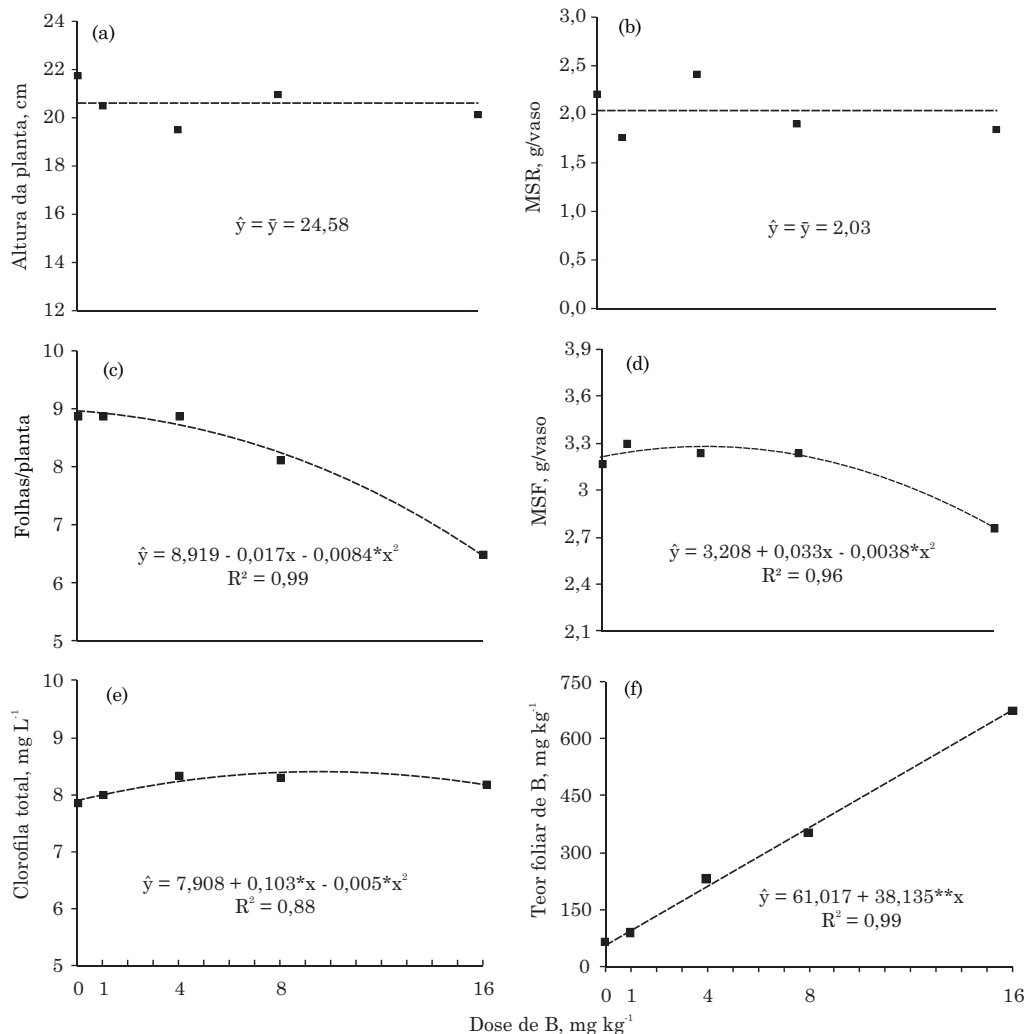 (a)
Altura da planta, cm
24
22
20
18
16
14
12
ŷ = ȳ = 24,58
(b)
MSR, g/vaso
3,0
2,5
2,0
1,5
1,0
0,5
0,0
ŷ = ȳ = 2,03
(c)
Folhas/planta
10
9
8
7
6
5
ŷ = 8,919 - 0,017x - 0,0084*x²
R² = 0,99
(d)
MSF, g/vaso
3,9
3,6
3,3
3
2,7
2,4
2,1
ŷ = 3,208 + 0,033x - 0,0038*x²
R² = 0,96
(e)
Clorofila total, mg L⁻¹
10
9
8
7
6
5
ŷ = 7,908 + 0,103*x - 0,005*x²
R² = 0,88
0 1 4 8 16
(f)
Teor foliar de B, mg kg⁻¹
750
600
450
300
150
0
ŷ = 61,017 + 38,135**x
R² = 0,99
0 1 4 8 16
Dose de B, mg kg⁻¹